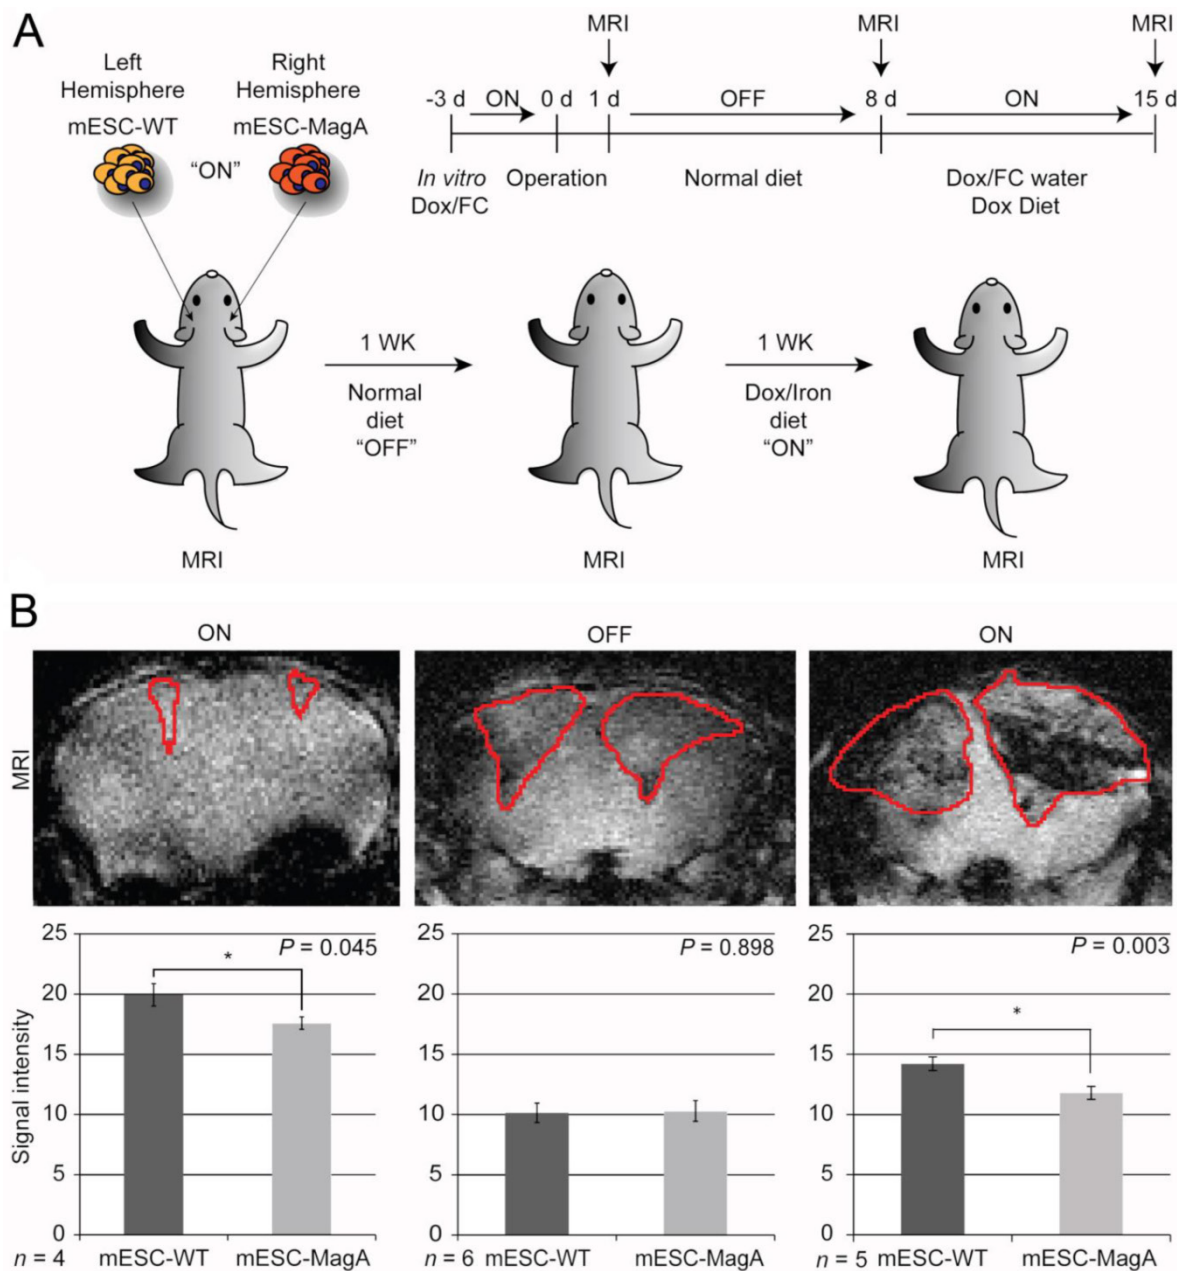 A
Left
Hemisphere
mESC-WT
Right
Hemisphere
mESC-MagA
“ON”
MRI
MRI
MRI
-3 d
ON
0 d
1 d
OFF
8 d
ON
15 d
In vitro
Dox/FC
Operation
Normal diet
Dox/FC water
Dox Diet
1 WK
Normal
diet
“OFF”
1 WK
Dox/Iron
diet
“ON”
MRI
MRI
MRI
B
ON
OFF
ON
MRI
Signal intensity
25
20
15
10
5
0
P = 0.045
*
n = 4
mESC-WT
mESC-MagA
25
20
15
10
5
0
P = 0.898
n = 6
mESC-WT
mESC-MagA
25
20
15
10
5
0
P = 0.003
*
n = 5
mESC-WT
mESC-MagA